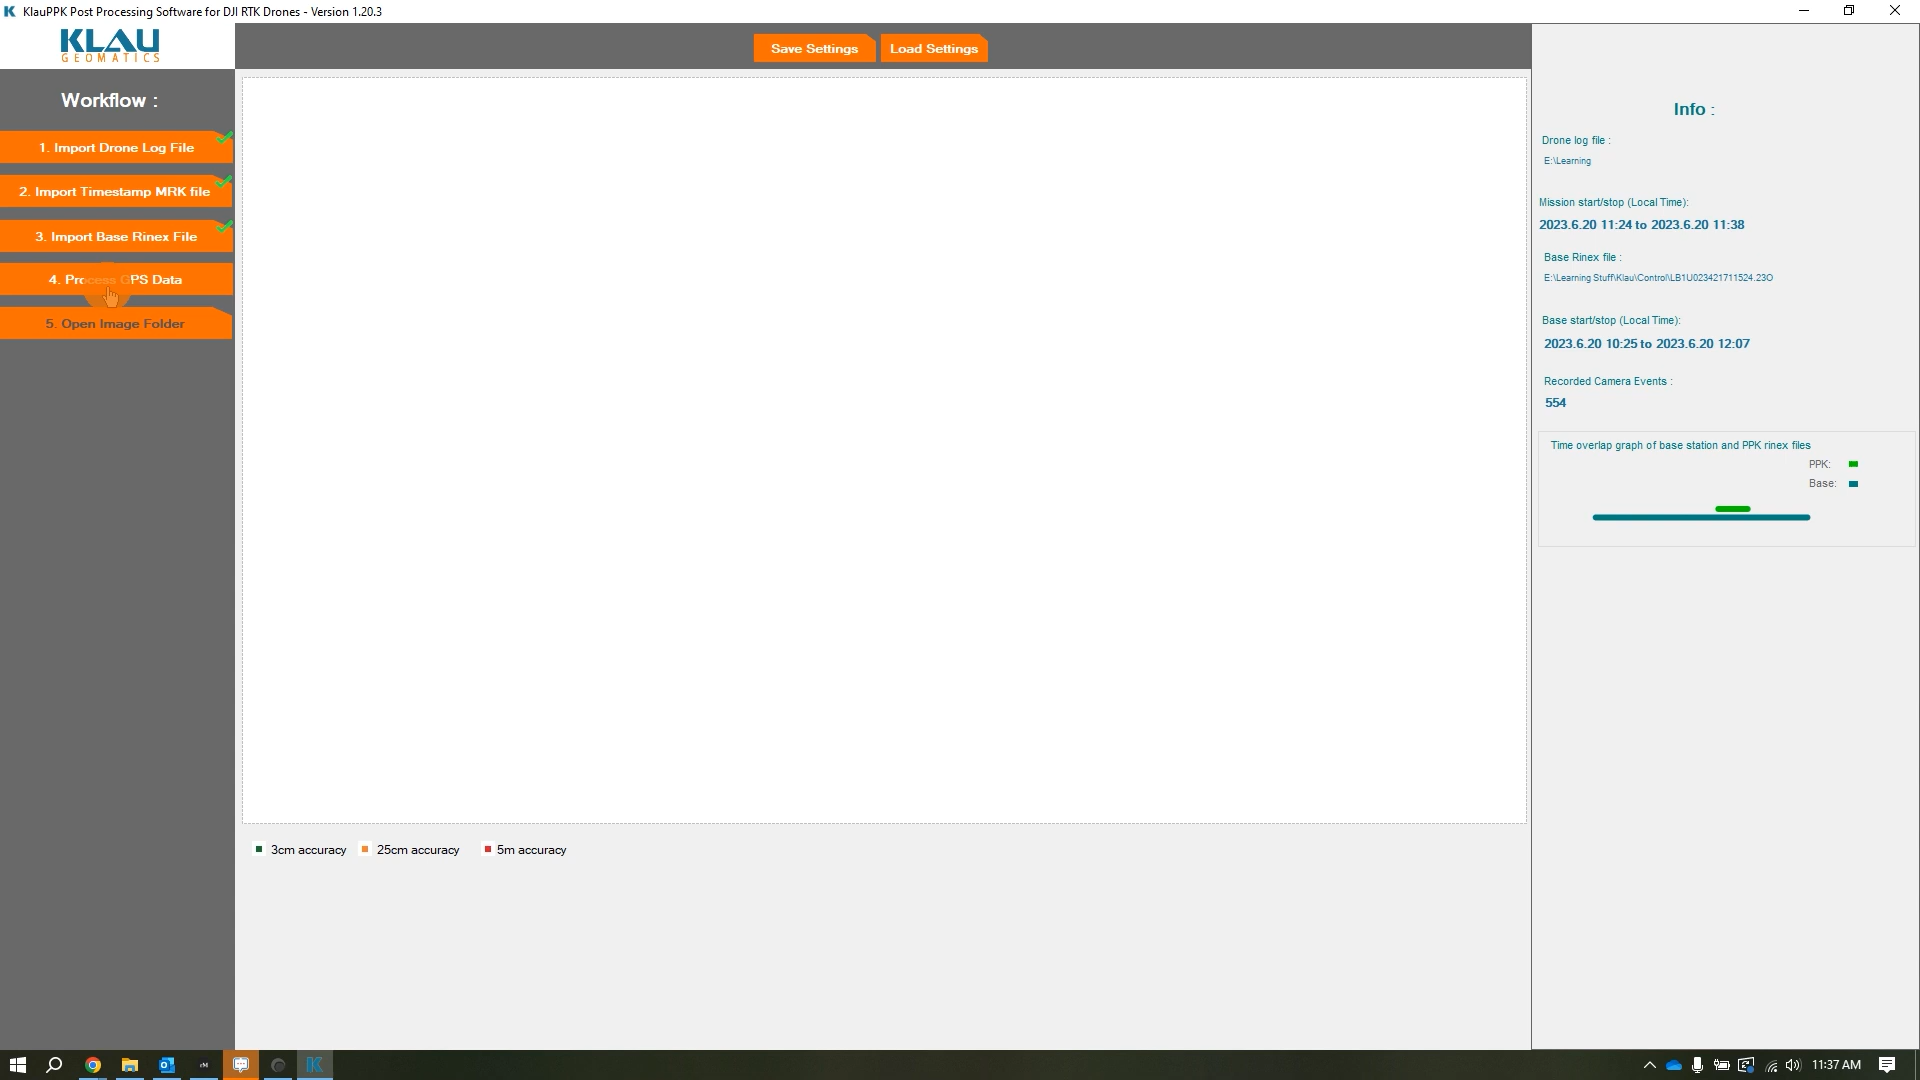 KlauPPK Post Processing Software for DJI RTK Drones - Version 1.20.3
KLAU
GEOMATICS
Save Settings
Load Settings
Workflow :
1. Import Drone Log File
2. Import Timestamp MRK file
3. Import Base Rinex File
4. Process GPS Data
5. Open Image Folder
3cm accuracy
25cm accuracy
5m accuracy
Info :
Drone log file :
E:\Learning
Mission start/stop (Local Time):
2023.6.20 11:24 to 2023.6.20 11:38
Base Rinex file :
E:\Learning Stuff\Klau\Control\LB1U023421711524.23O
Base start/stop (Local Time):
2023.6.20 10:25 to 2023.6.20 12:07
Recorded Camera Events :
554
Time overlap graph of base station and PPK rinex files
PPK:
Base:
11:37 AM